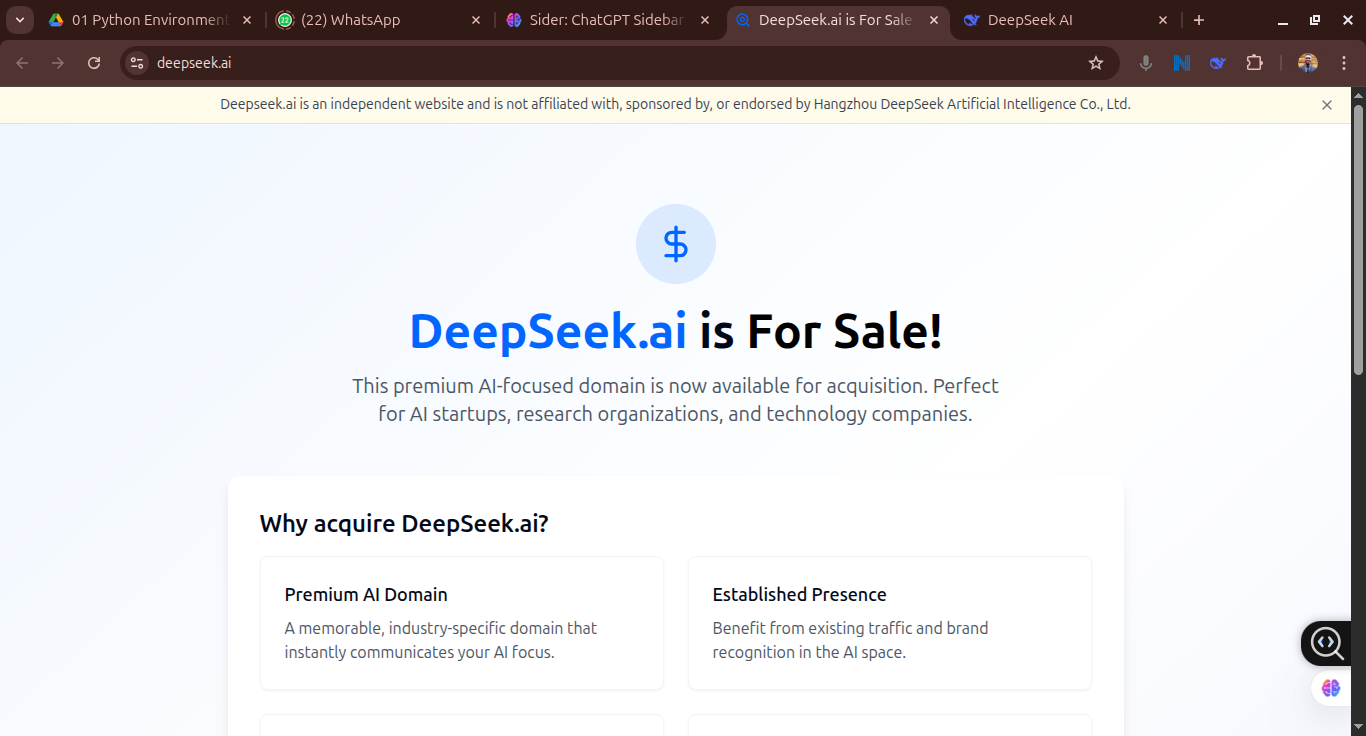 01 Python Environment
(22) WhatsApp
Sider: ChatGPT Sidebar
DeepSeek.ai is For Sale
DeepSeek AI
deepseek.ai
Deepseek.ai is an independent website and is not affiliated with, sponsored by, or endorsed by Hangzhou DeepSeek Artificial Intelligence Co., Ltd.
DeepSeek.ai is For Sale!
This premium AI-focused domain is now available for acquisition. Perfect
for AI startups, research organizations, and technology companies.
Why acquire DeepSeek.ai?
Premium AI Domain
A memorable, industry-specific domain that
instantly communicates your AI focus.
Established Presence
Benefit from existing traffic and brand
recognition in the AI space.